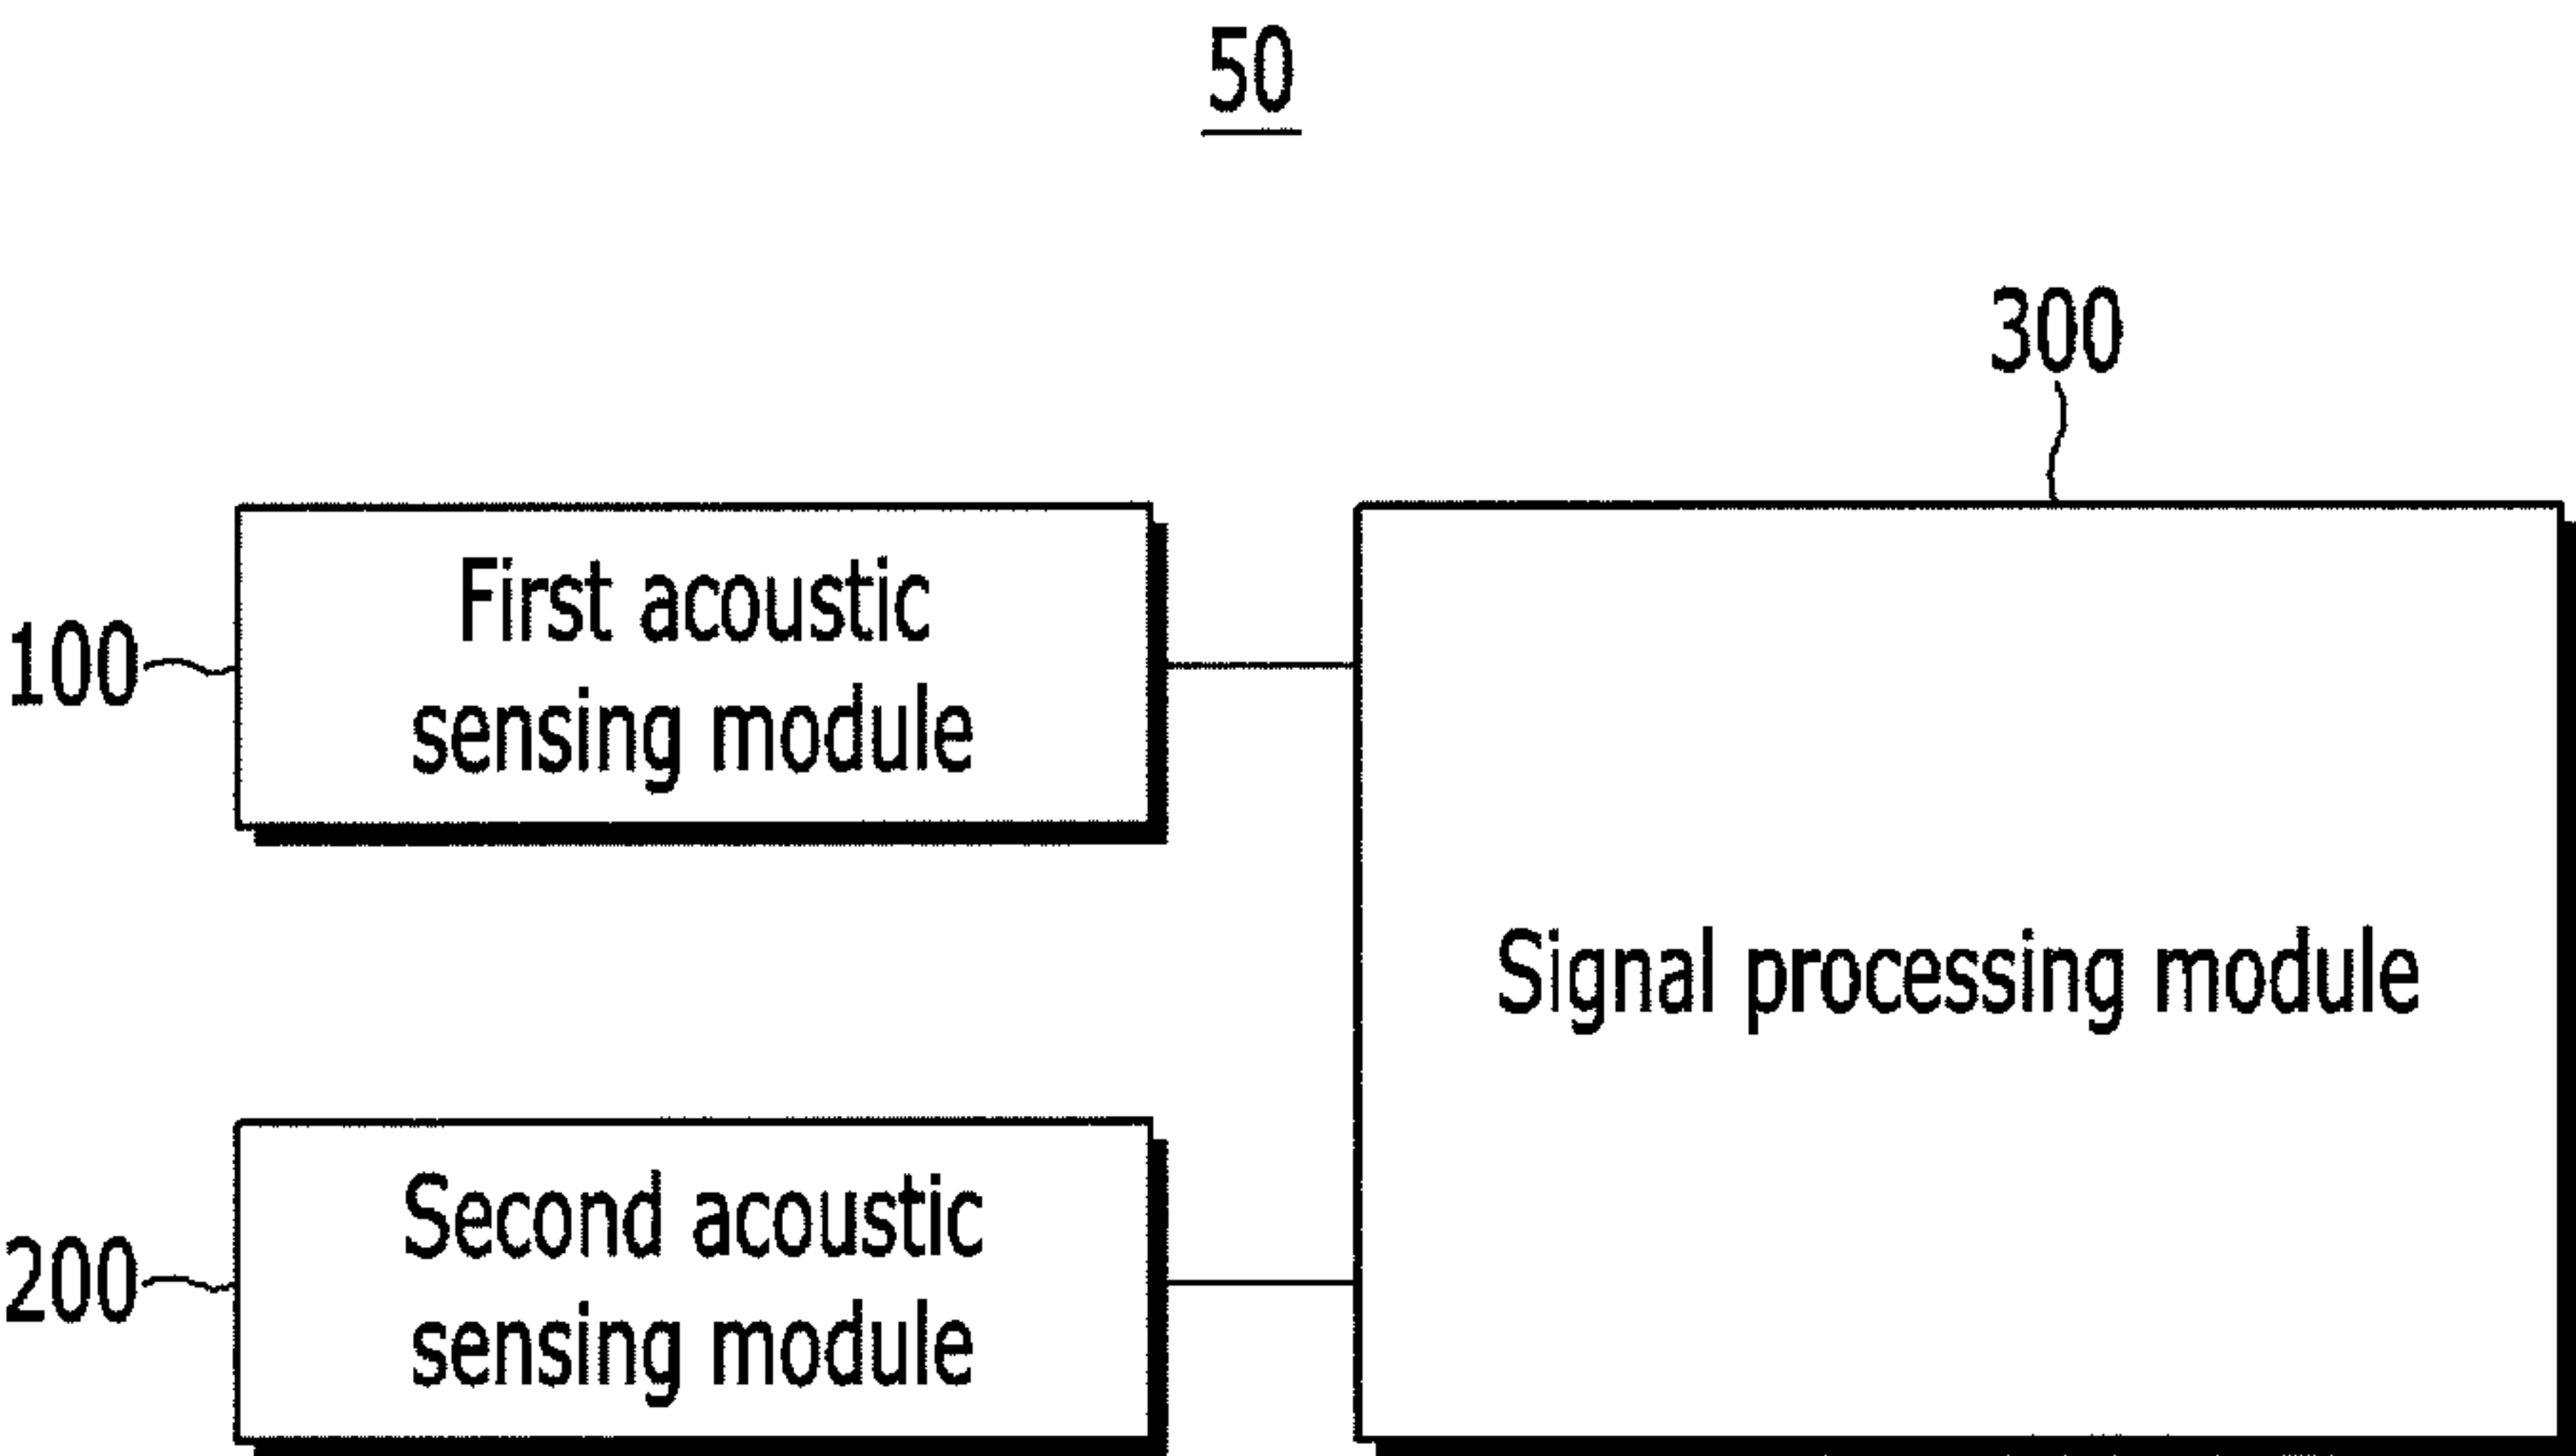 50
300
100
First acoustic
sensing module
Signal processing module
200
Second acoustic
sensing module